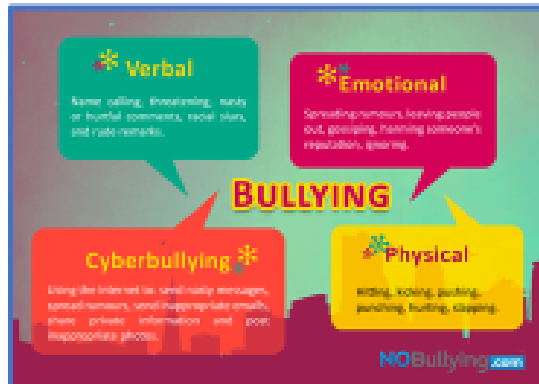 Verbal
Name calling, threatening, nasty
or hurtful comments, racial slurs,
and rude remarks.
Emotional
Spreading rumours, leaving people
out, gossiping, harming someone's
reputation, ignoring.
BULLYING
Cyberbullying
Using the Internet to: send nasty messages,
spread rumours, send inappropriate emails,
share private information and post
inappropriate photos.
Physical
Hitting, kicking, pushing,
punching, hurting, slapping.
NOBullying.com